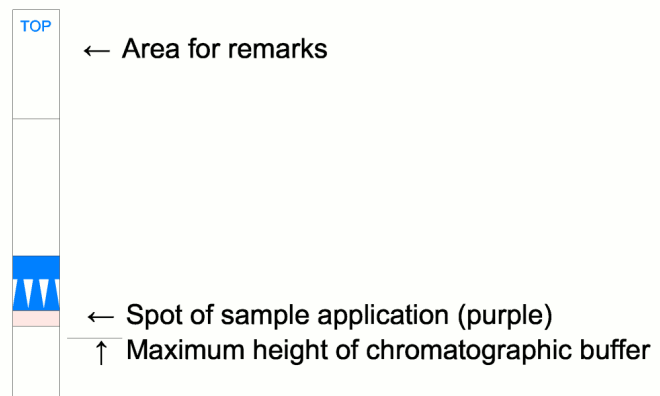 TOP
← Area for remarks
← Spot of sample application (purple)
↑ Maximum height of chromatographic buffer